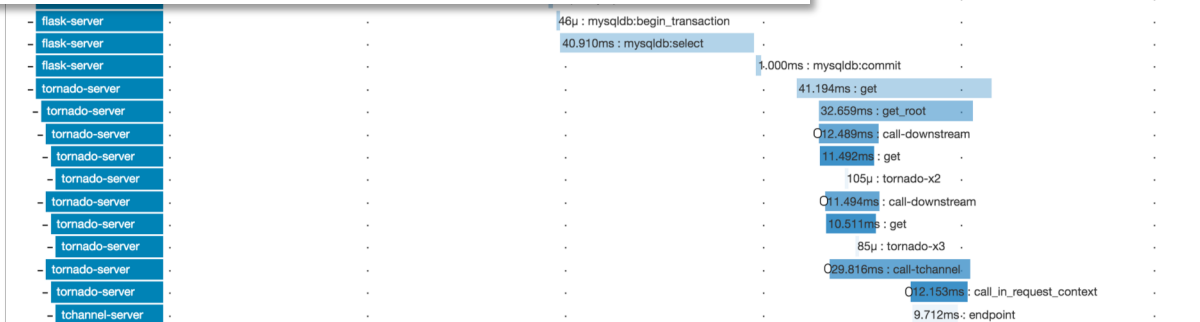 - flask-server 46μ : mysqldb:begin_transaction
- flask-server 40.910ms : mysqldb:select
- flask-server 1.000ms : mysqldb:commit
- tornado-server 41.194ms : get
- tornado-server 32.659ms : get_root
- tornado-server 12.489ms : call-downstream
- tornado-server 11.492ms : get
- tornado-server 105μ : tornado-x2
- tornado-server 11.494ms : call-downstream
- tornado-server 10.511ms : get
- tornado-server 85μ : tornado-x3
- tornado-server 29.816ms : call-tchannel
- tornado-server 12.153ms : call_in_request_context
- tchannel-server 9.712ms : endpoint